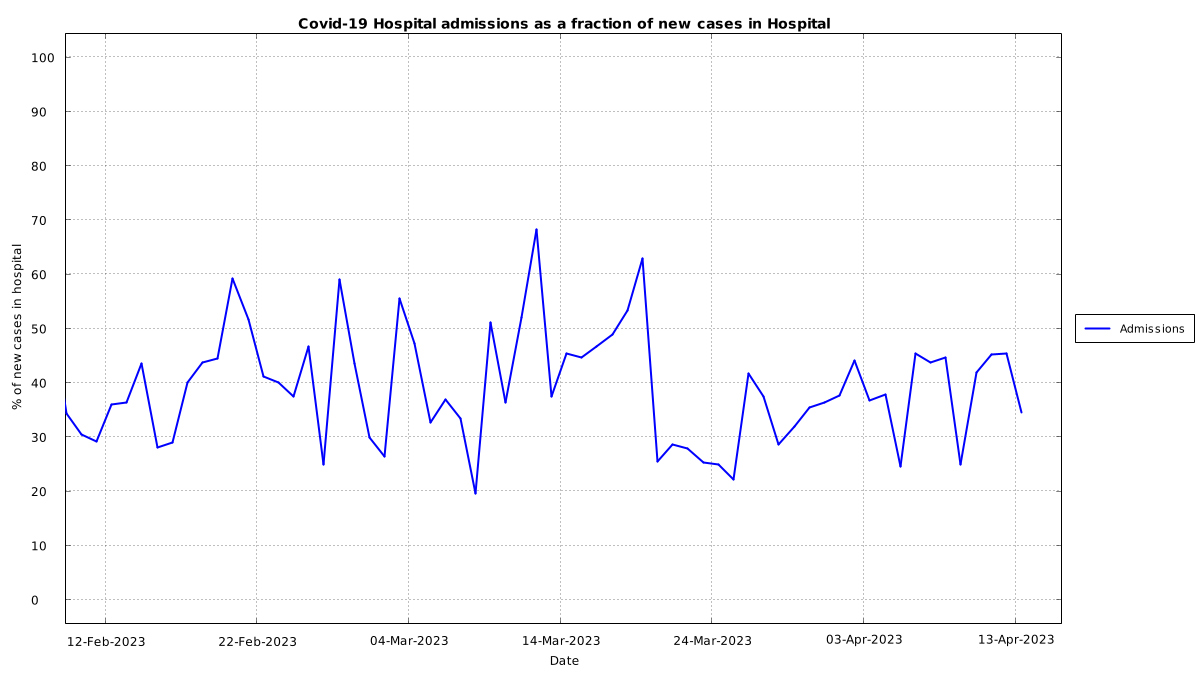 Covid-19 Hospital admissions as a fraction of new cases in Hospital
100
90
80
70
60
50
40
30
20
10
0
% of new cases in hospital
12-Feb-2023 22-Feb-2023 04-Mar-2023 14-Mar-2023 24-Mar-2023 03-Apr-2023 13-Apr-2023
Date
Admissions